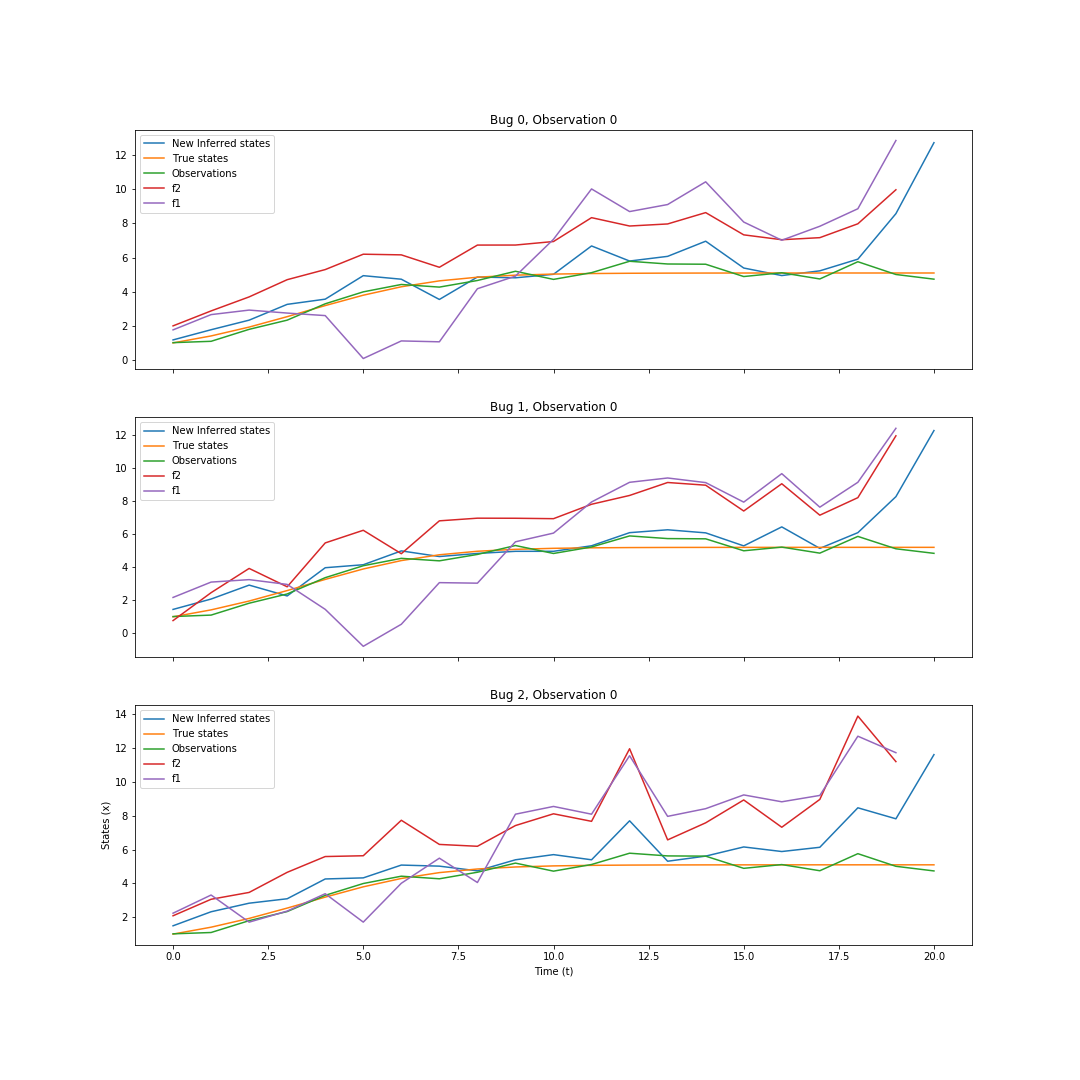 Bug 0, Observation 0
New Inferred states
True states
Observations
f2
f1
12
10
8
6
4
2
0
Bug 1, Observation 0
New Inferred states
True states
Observations
f2
f1
12
10
8
6
4
2
0
Bug 2, Observation 0
New Inferred states
True states
Observations
f2
f1
14
12
10
8
6
4
2
States (x)
0.0 2.5 5.0 7.5 10.0 12.5 15.0 17.5 20.0
Time (t)